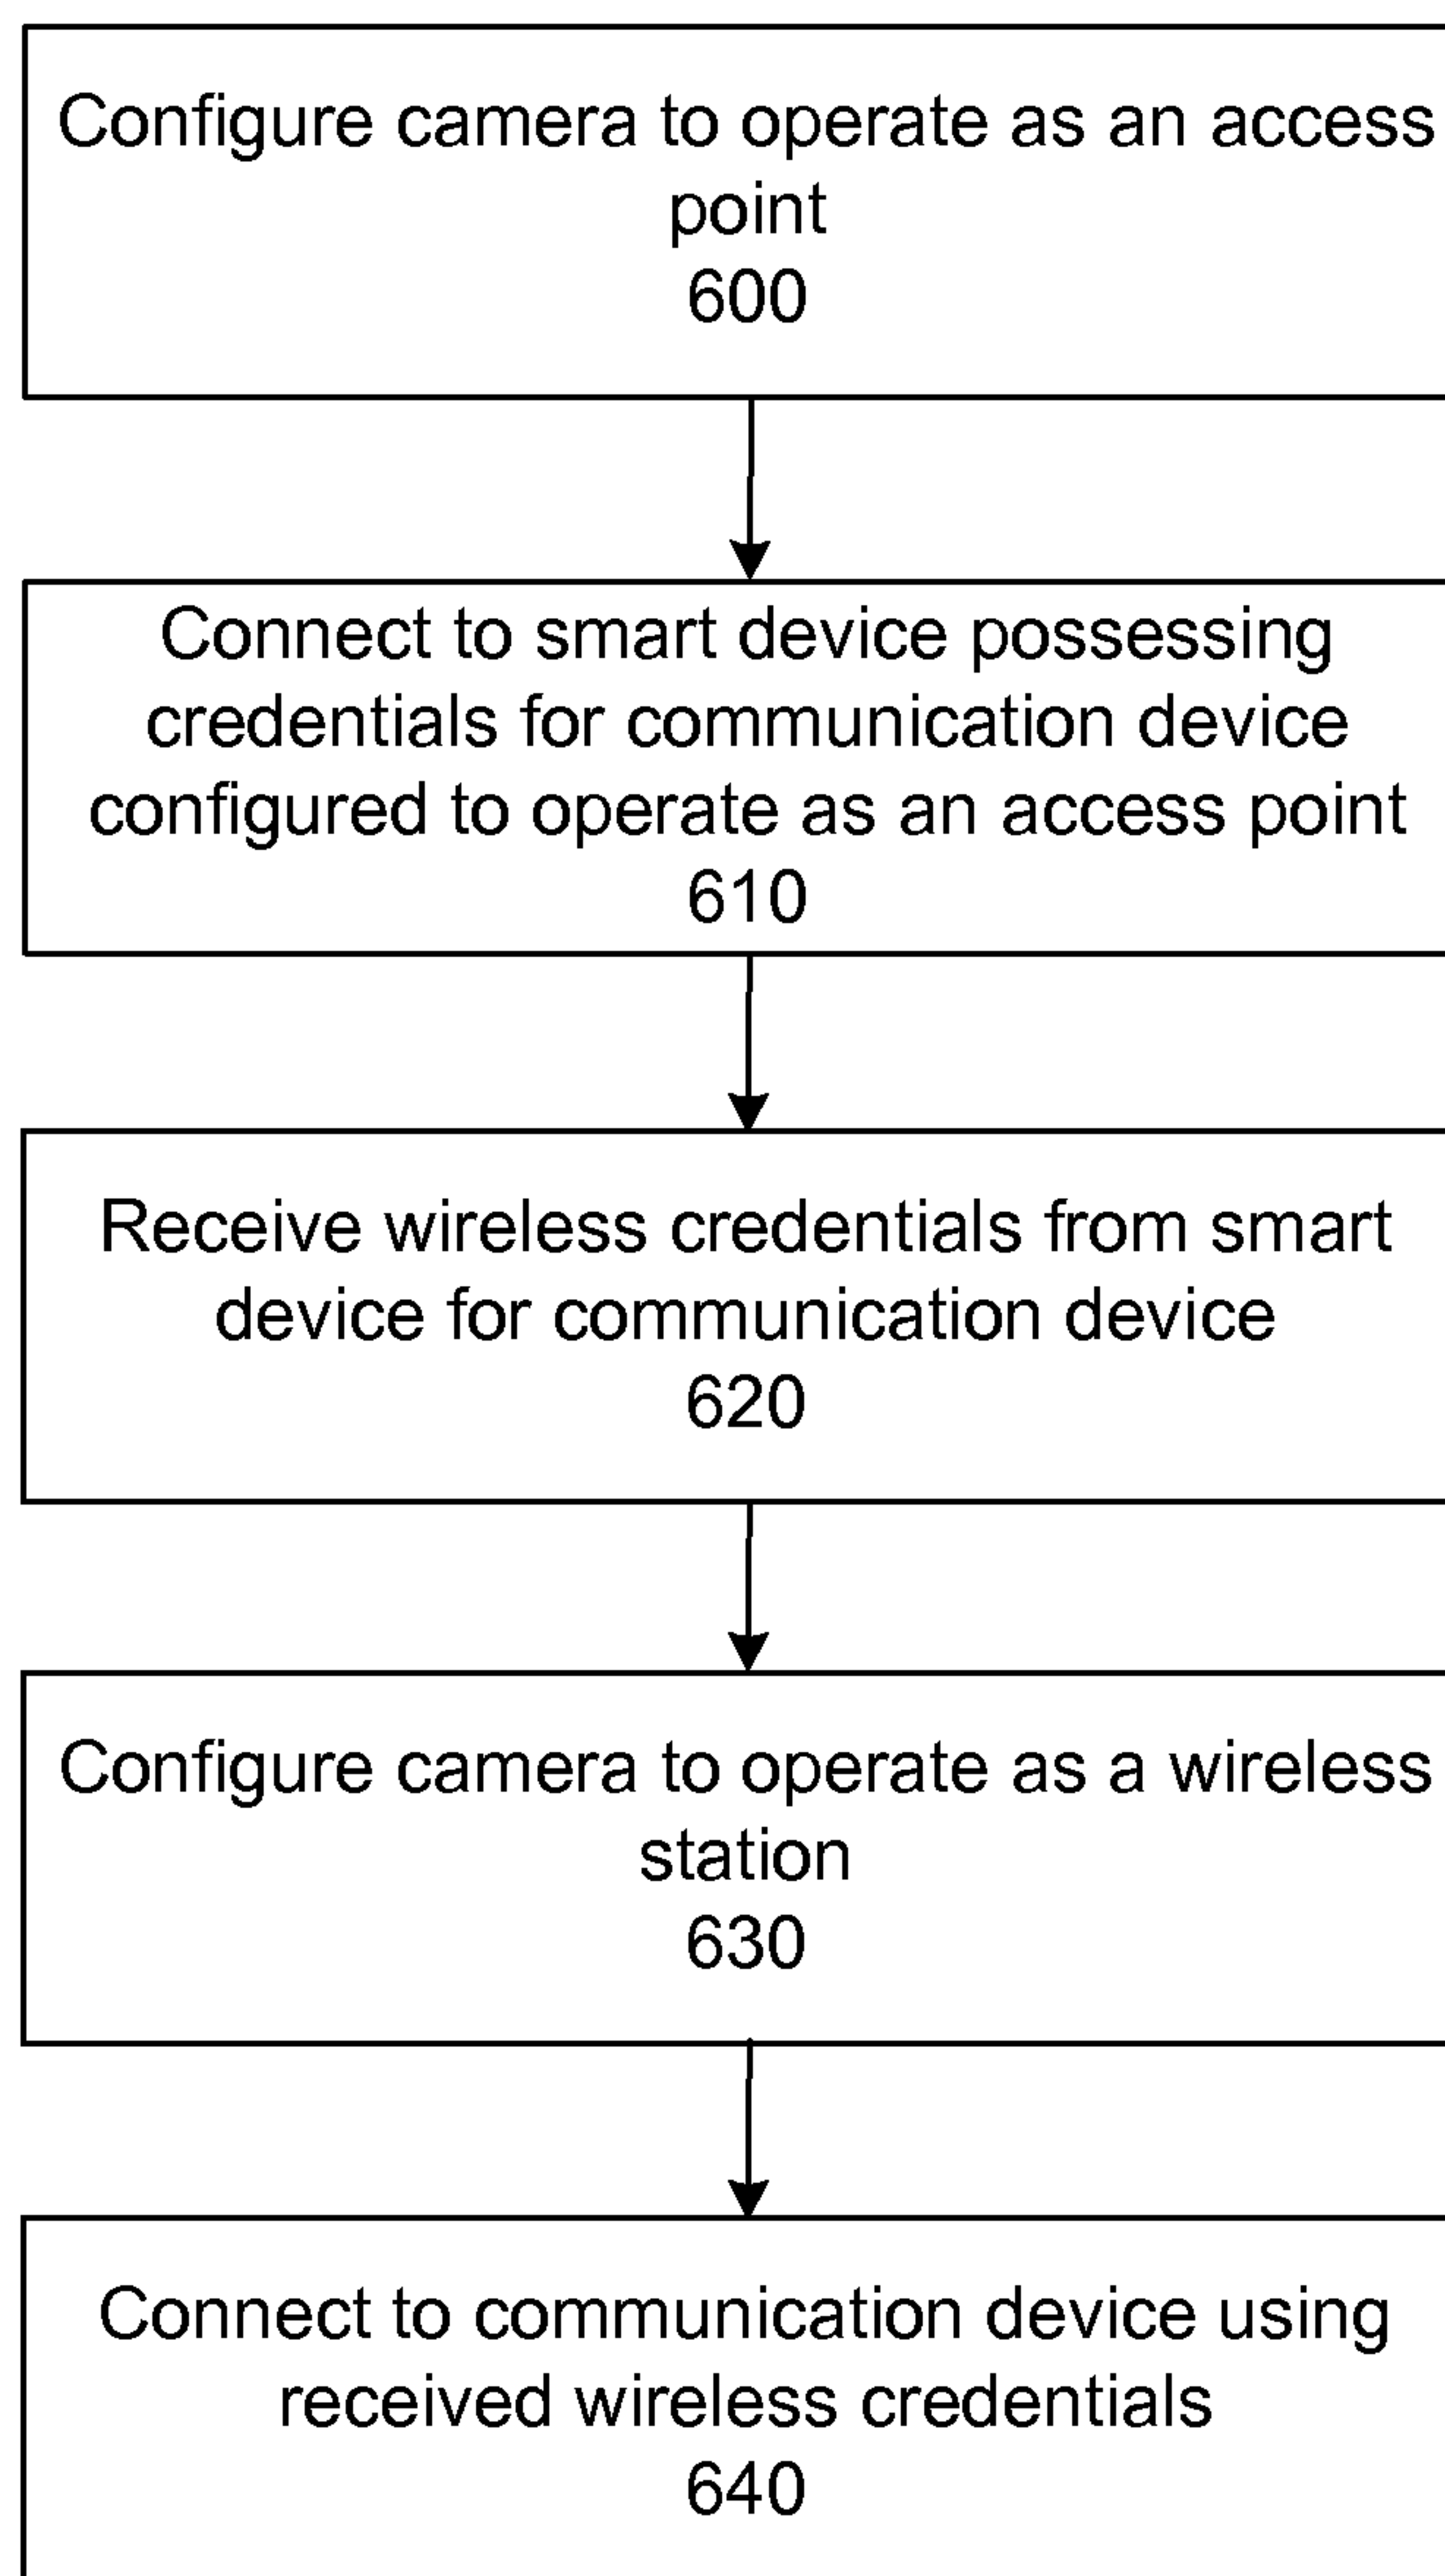 Configure camera to operate as an access
point
600
Connect to smart device possessing
credentials for communication device
configured to operate as an access point
610
Receive wireless credentials from smart
device for communication device
620
Configure camera to operate as a wireless
station
630
Connect to communication device using
received wireless credentials
640